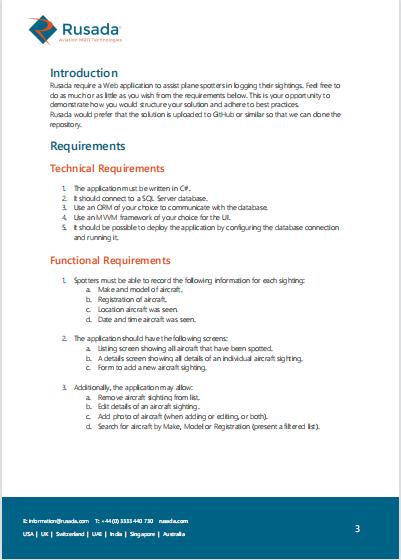 Rusada
Aviation MRO Technologies
Introduction
Rusada require a Web application to assist plane spotters in logging their sightings. Feel free to
do as much or as little as you wish from the requirements below. This is your opportunity to
demonstrate how you would structure your solution and adhere to best practices.
Rusada would prefer that the solution is uploaded to GitHub or similar so that we can clone the
repository.
Requirements
Technical Requirements
1. The application must be written in C#.
2. It should connect to a SQL Server database.
3. Use an ORM of your choice to communicate with the database.
4. Use an MVVM framework of your choice for the UI.
5. It should be possible to deploy the application by configuring the database connection
and running it.
Functional Requirements
1. Spotters must be able to record the following information for each sighting:
a. Make and model of aircraft.
b. Registration of aircraft.
c. Location aircraft was seen.
d. Date and time aircraft was seen.
2. The application should have the following screens:
a. Listing screen showing all aircraft that have been spotted.
b. A details screen showing all details of an individual aircraft sighting.
c. Form to add a new aircraft sighting.
3. Additionally, the application may allow:
a. Remove aircraft sighting from list.
b. Edit details of an aircraft sighting.
c. Add photo of aircraft (when adding or editing, or both).
d. Search for aircraft by Make, Model or Registration (present a filtered list).
E: information@rusada.com T: +44 (0) 3333 440 730 rusada.com
USA | UK | Switzerland | UAE | India | Singapore | Australia
3